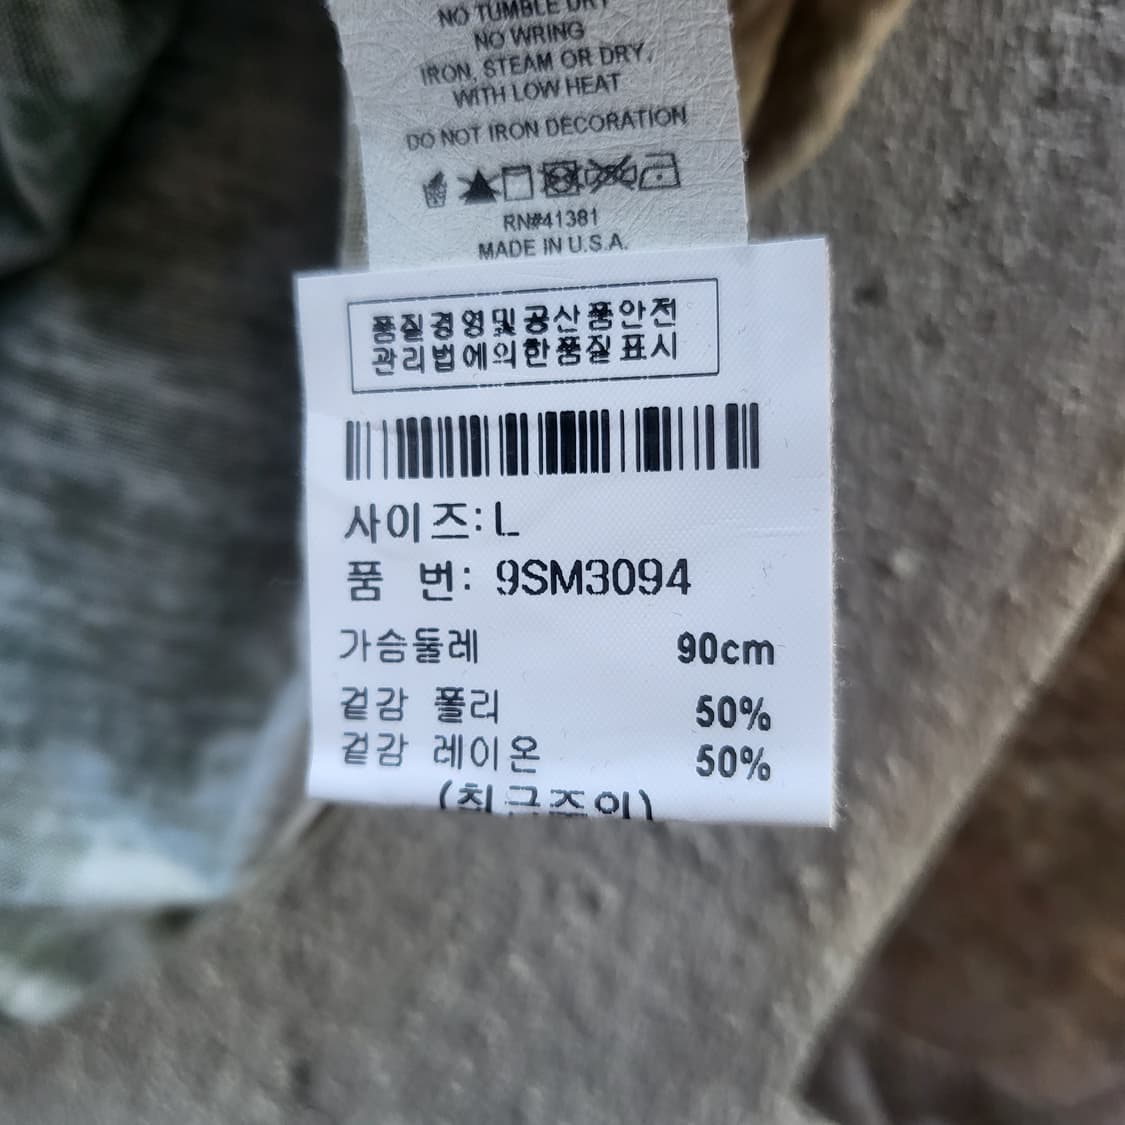 NO TUMBLE DRY
NO WRING
IRON, STEAM OR DRY,
WITH LOW HEAT
DO NOT IRON DECORATION
RN#41381
MADE IN U.S.A.
품질경영및공산품안전
관리법에의한품질표시
사이즈:L
품 번: 9SM3094
가슴둘레 90cm
겉감 폴리 50%
겉감 레이온 50%